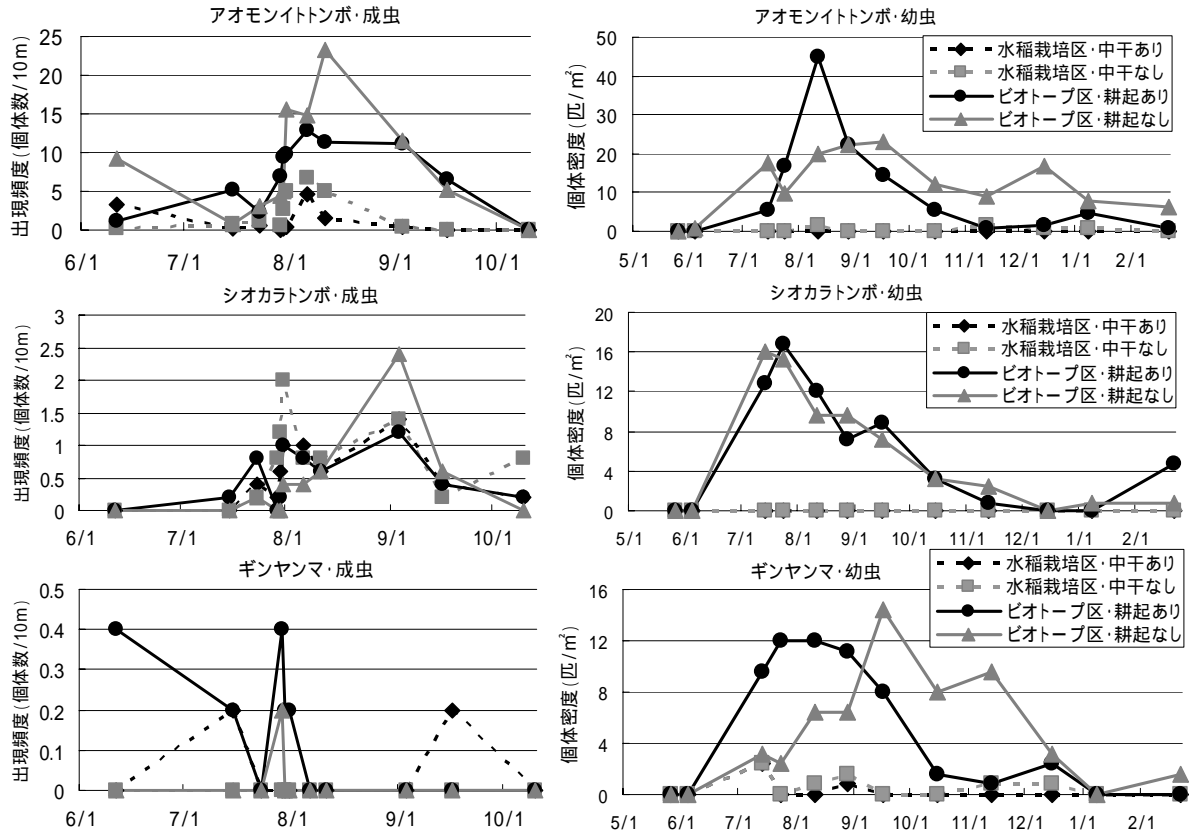 アオモンイトトンボ･成虫
出現頻度(個体数/10m)
25
20
15
10
5
0
6/1 7/1 8/1 9/1 10/1
アオモンイトトンボ･幼虫
個体密度(匹/㎡)
50
40
30
20
10
0
5/1 6/1 7/1 8/1 9/1 10/1 11/1 12/1 1/1 2/1
水稲栽培区･中干あり
水稲栽培区･中干なし
ビオトープ区･耕起あり
ビオトープ区･耕起なし
シオカラトンボ･成虫
出現頻度(個体数/10m)
3
2.5
2
1.5
1
0.5
0
6/1 7/1 8/1 9/1 10/1
シオカラトンボ･幼虫
個体密度(匹/㎡)
20
16
12
8
4
0
5/1 6/1 7/1 8/1 9/1 10/1 11/1 12/1 1/1 2/1
水稲栽培区･中干あり
水稲栽培区･中干なし
ビオトープ区･耕起あり
ビオトープ区･耕起なし
ギンヤンマ･成虫
出現頻度(個体数/10m)
0.5
0.4
0.3
0.2
0.1
0
6/1 7/1 8/1 9/1 10/1
ギンヤンマ･幼虫
個体密度(匹/㎡)
16
12
8
4
0
5/1 6/1 7/1 8/1 9/1 10/1 11/1 12/1 1/1 2/1
水稲栽培区･中干あり
水稲栽培区･中干なし
ビオトープ区･耕起あり
ビオトープ区･耕起なし